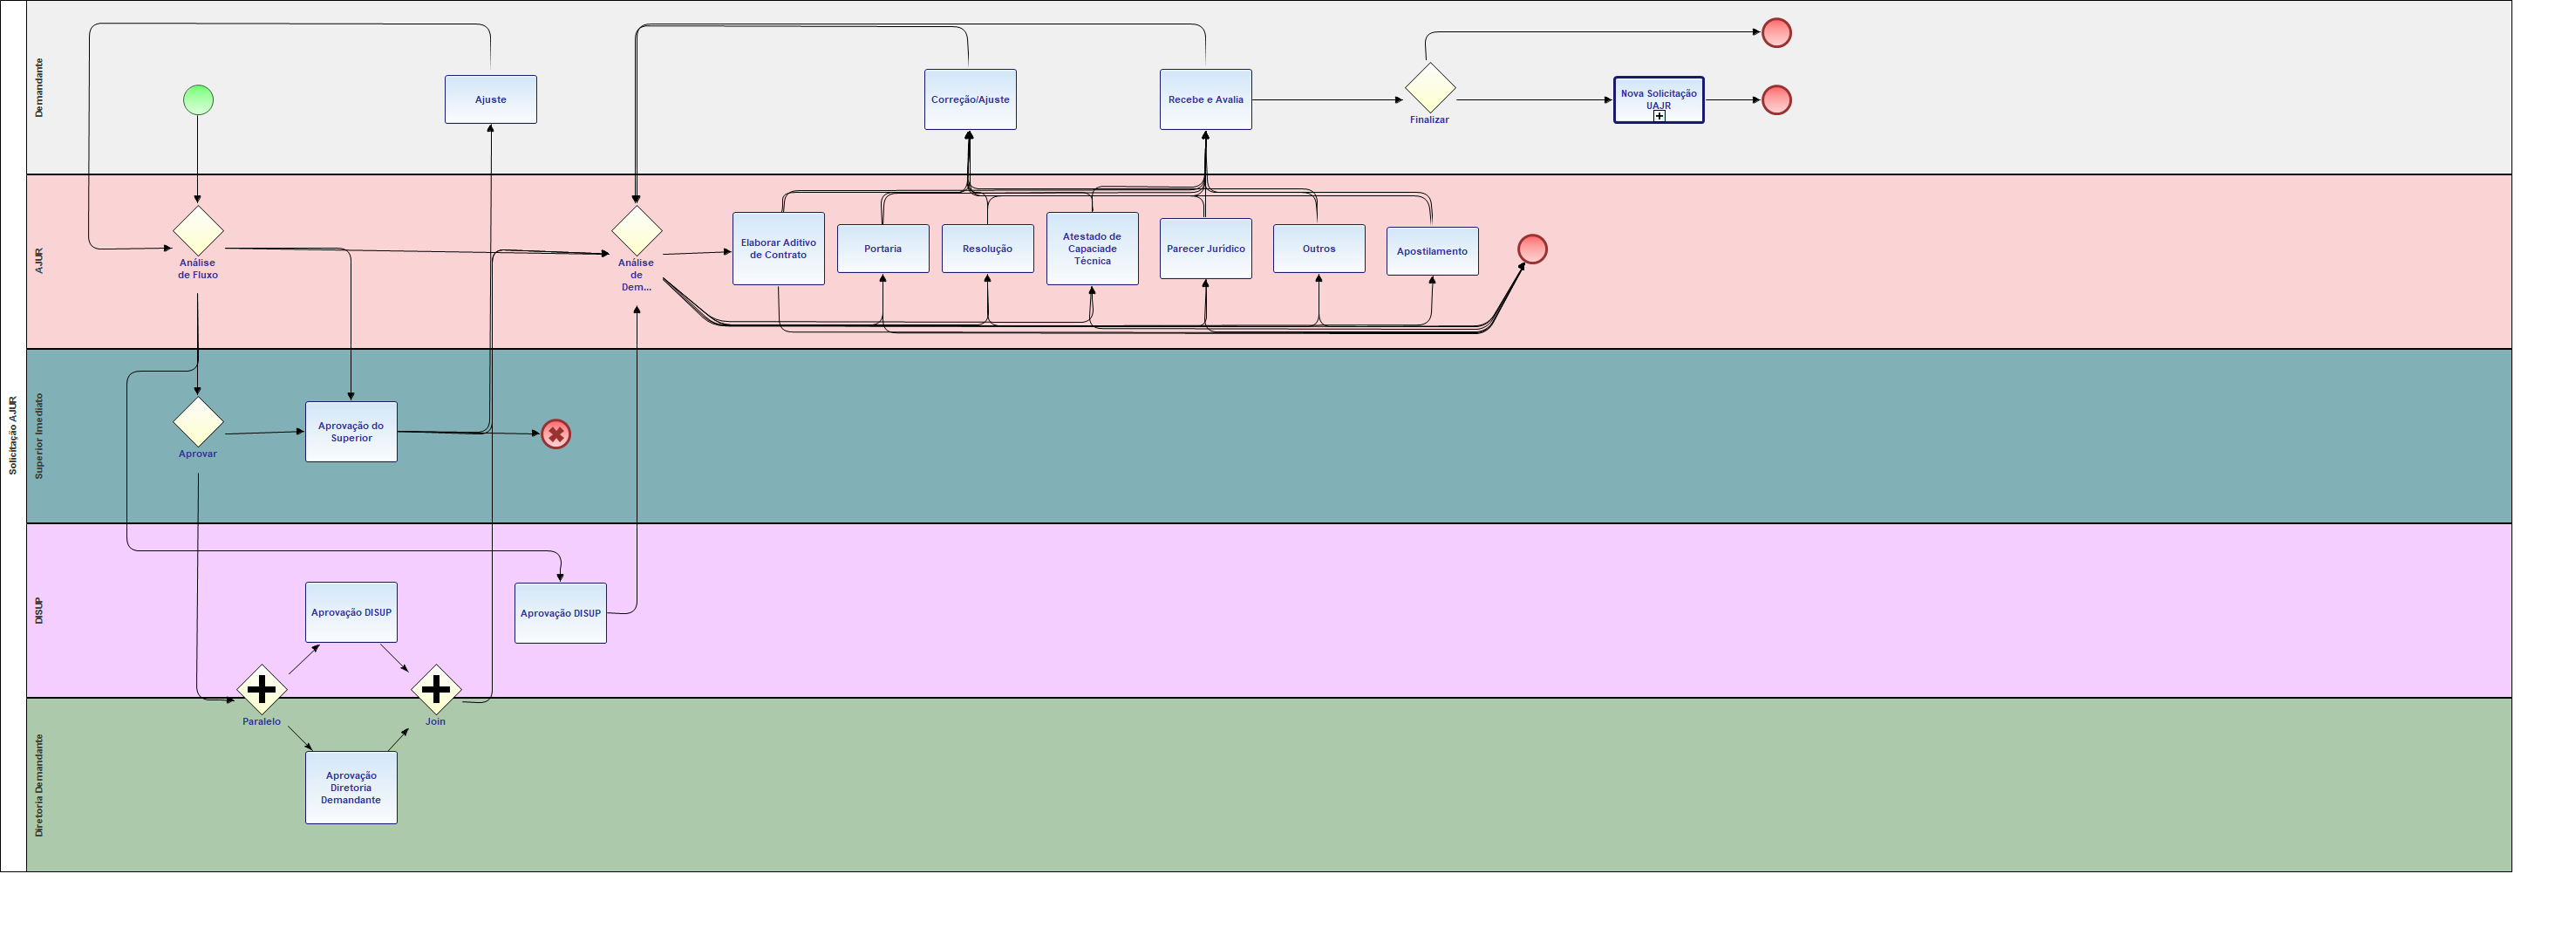 Solicitação AJUR
Demandante
Ajuste
Correção/Ajuste
Recebe e Avalia
Finalizar
Nova Solicitação
UAJR
AJUR
Análise
de Fluxo
Análise
de
Dem...
Elaborar Aditivo
de Contrato
Portaria
Resolução
Atestado de
Capaciade
Técnica
Parecer Jurídico
Outros
Apostilamento
Superior Imediato
Aprovar
Aprovação do
Superior
DISUP
Aprovação DISUP
Aprovação DISUP
Paralelo
Join
Diretoria Demandante
Aprovação
Diretoria
Demandante